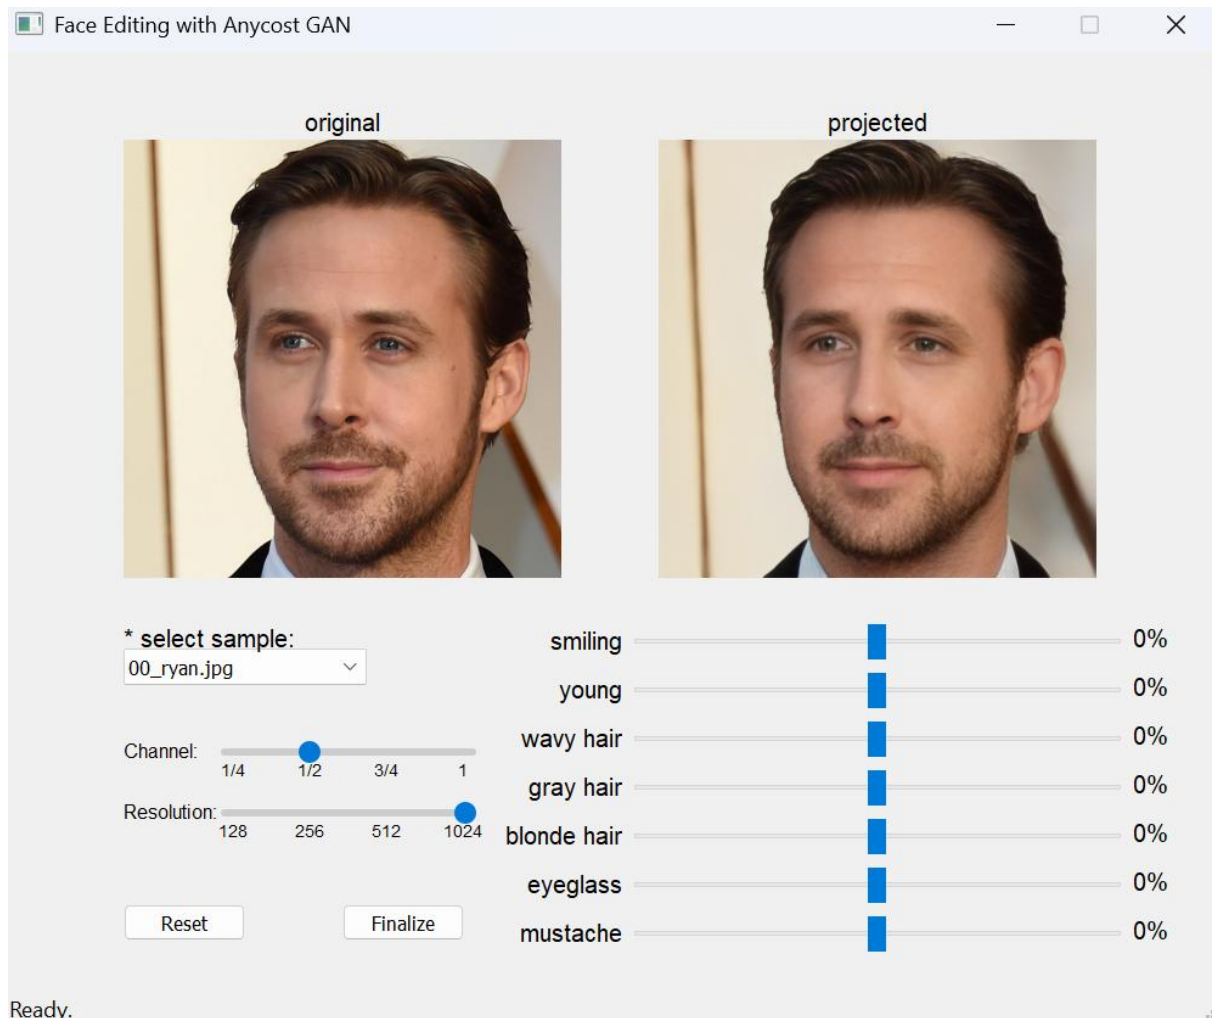 Face Editing with Anycost GAN
original
projected
* select sample:
00_ryan.jpg
Channel:
1/4 1/2 3/4 1
Resolution:
128 256 512 1024
Reset
Finalize
smiling 0%
young 0%
wavy hair 0%
gray hair 0%
blonde hair 0%
eyeglass 0%
mustache 0%
Ready.